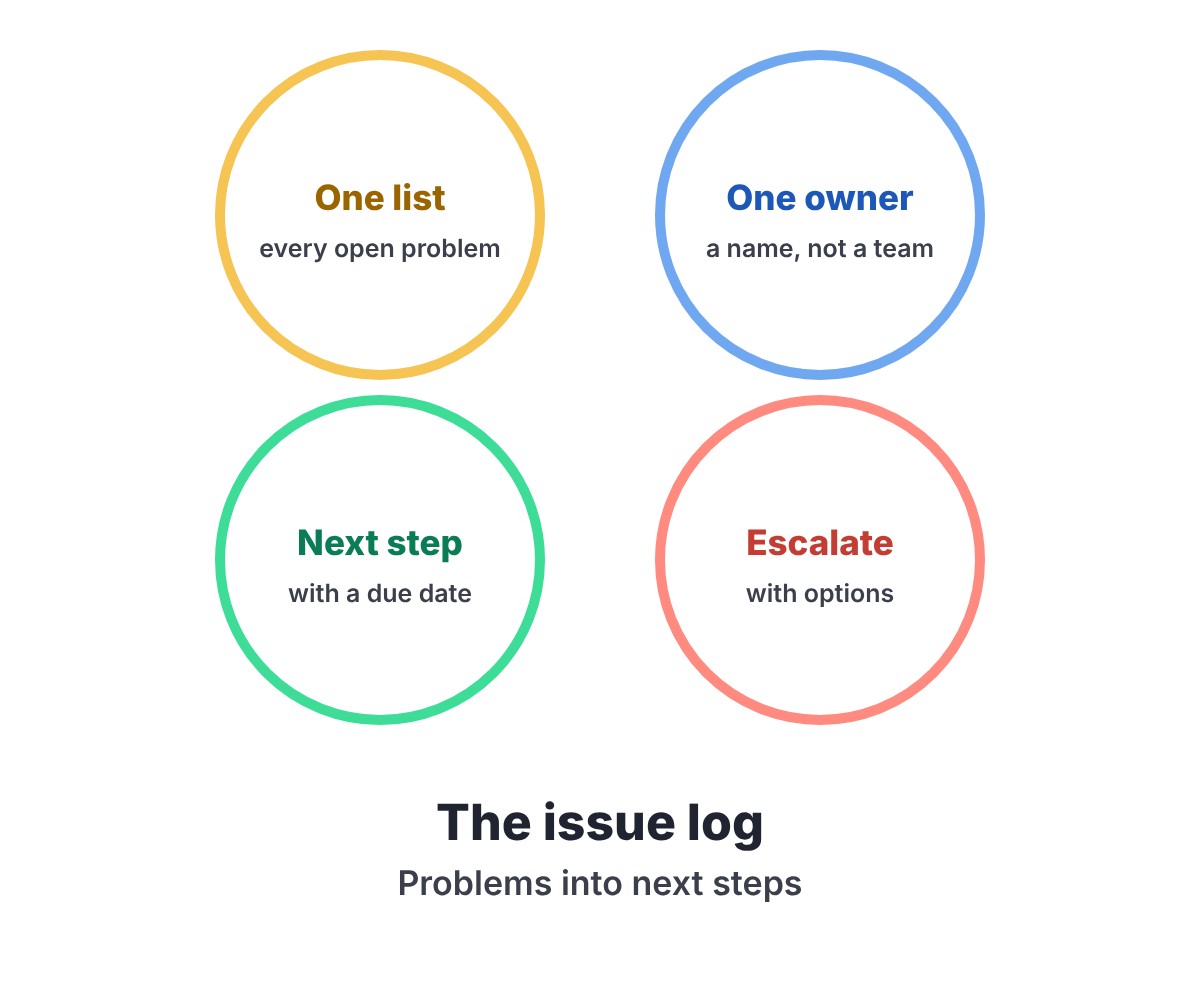 One list
every open problem
One owner
a name, not a team
Next step
with a due date
Escalate
with options
The issue log
Problems into next steps